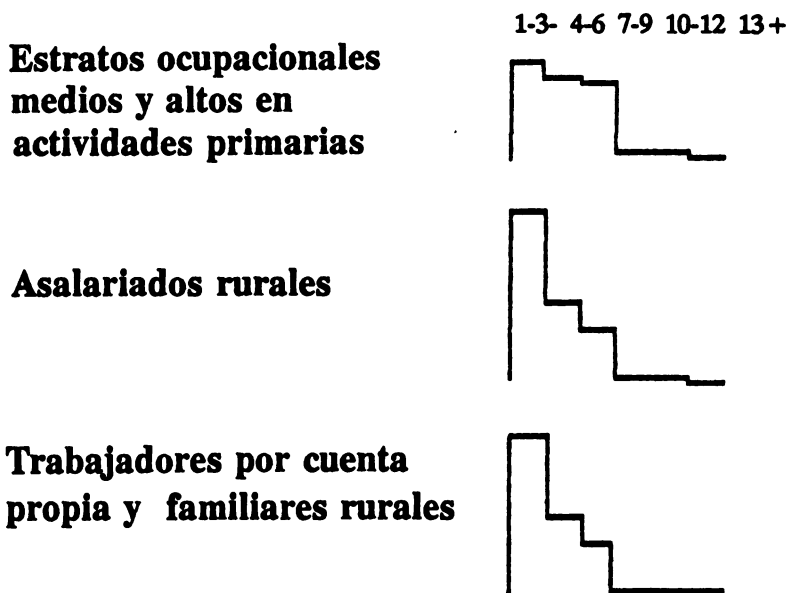 1-3- 4-6 7-9 10-12 13+
Estratos ocupacionales
medios y altos en
actividades primarias
Asalariados rurales
Trabajadores por cuenta
propia y familiares rurales